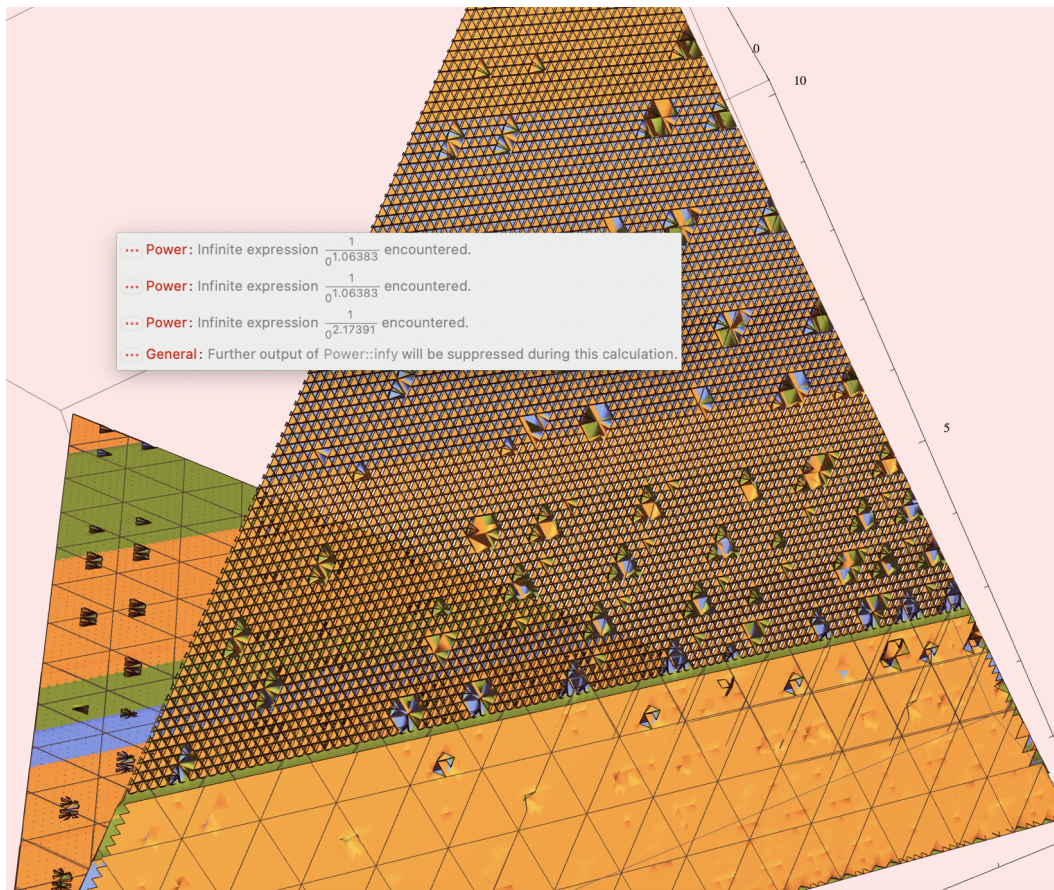 0
10
... Power: Infinite expression 1/0^1.06383 encountered.
... Power: Infinite expression 1/0^1.06383 encountered.
... Power: Infinite expression 1/0^2.17391 encountered.
... General: Further output of Power::infy will be suppressed during this calculation.
5